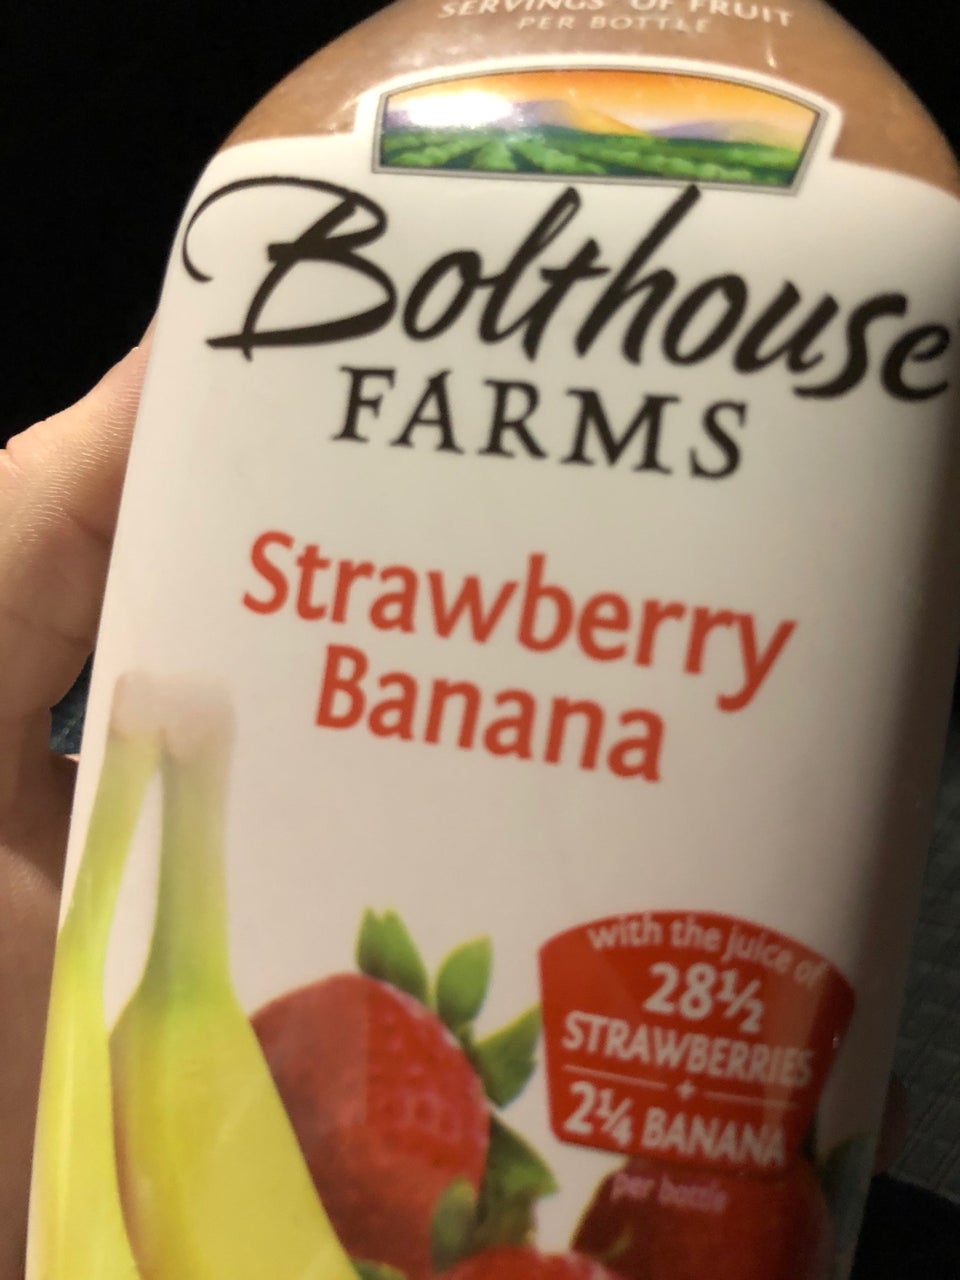 SERVINGS OF FRUIT
PER BOTTLE
Bolthouse
FARMS
Strawberry
Banana
with the juice of
28½
STRAWBERRIES
+
2¼ BANANA
per bottle